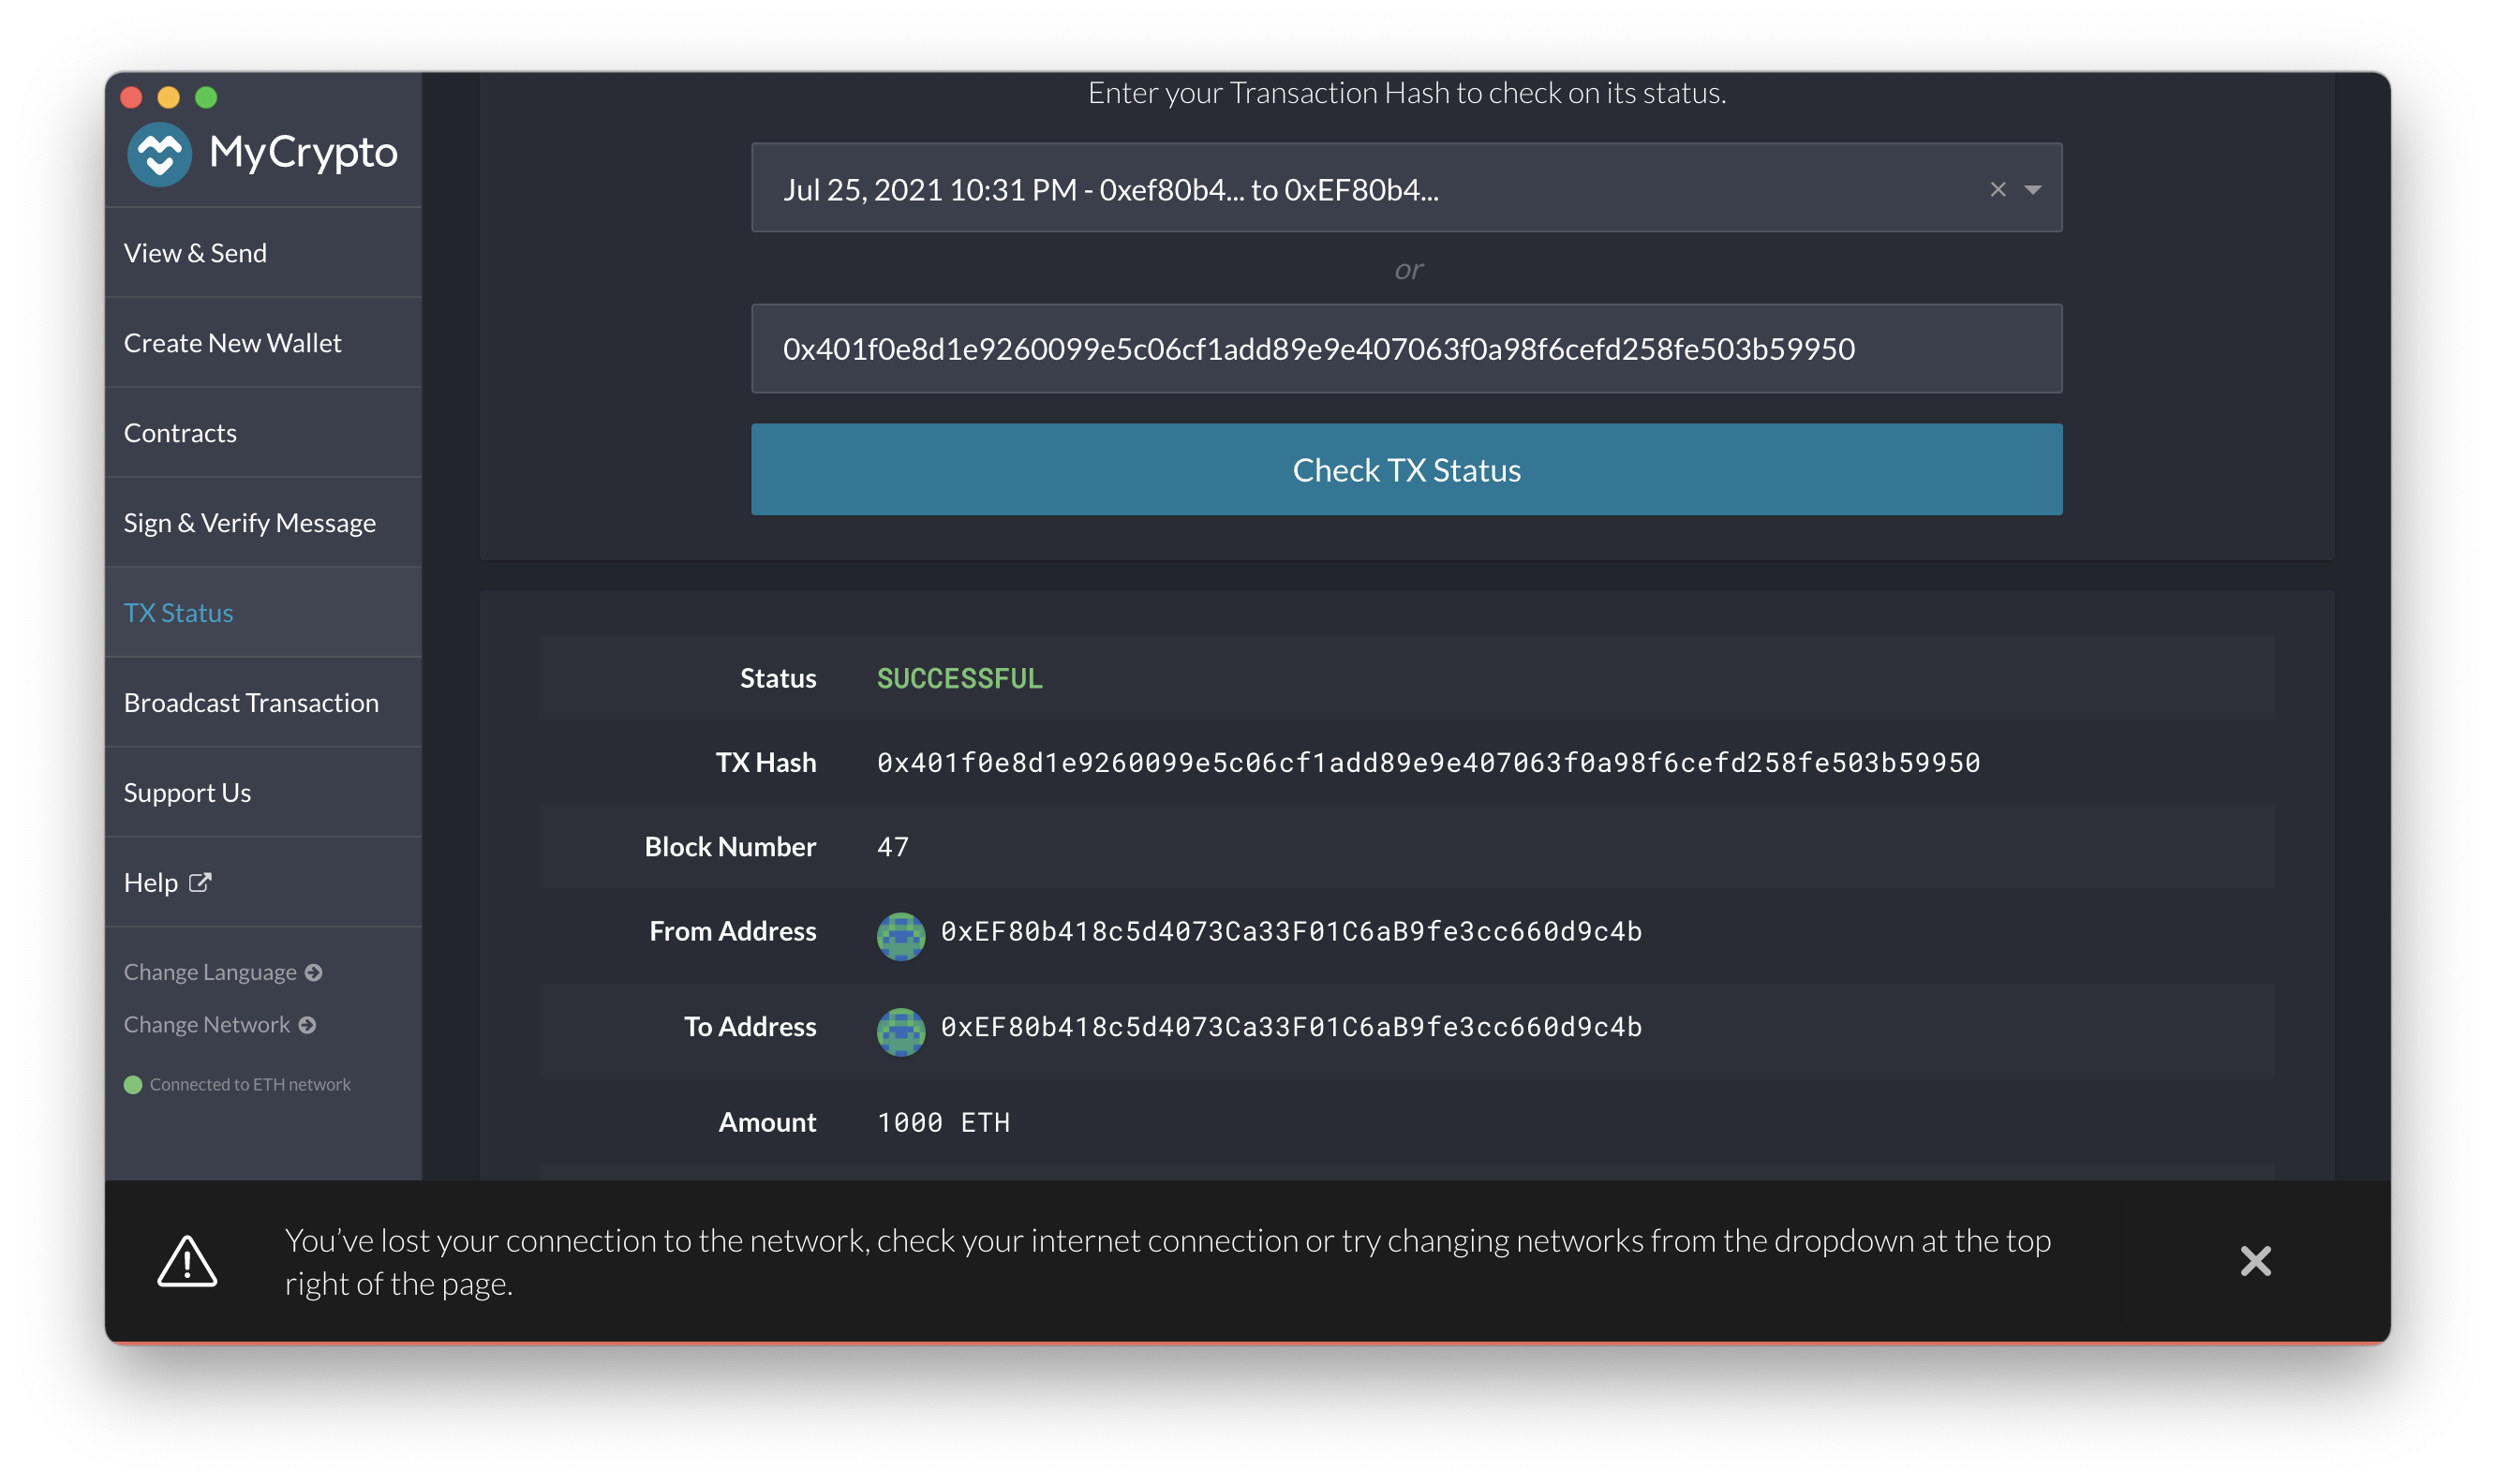 MyCrypto
View & Send
Create New Wallet
Contracts
Sign & Verify Message
TX Status
Broadcast Transaction
Support Us
Help
Change Language
Change Network
Connected to ETH network
Enter your Transaction Hash to check on its status.
Jul 25, 2021 10:31 PM - 0xef80b4... to 0xEF80b4...
or
0x401f0e8d1e9260099e5c06cf1add89e9e407063f0a98f6cefd258fe503b59950
Check TX Status
Status SUCCESSFUL
TX Hash 0x401f0e8d1e9260099e5c06cf1add89e9e407063f0a98f6cefd258fe503b59950
Block Number 47
From Address 0xEF80b418c5d4073Ca33F01C6aB9fe3cc660d9c4b
To Address 0xEF80b418c5d4073Ca33F01C6aB9fe3cc660d9c4b
Amount 1000 ETH
You’ve lost your connection to the network, check your internet connection or try changing networks from the dropdown at the top
right of the page.